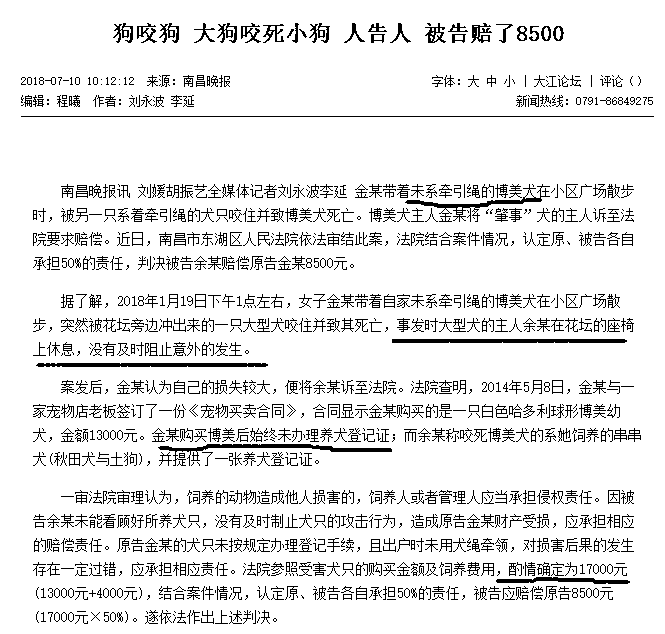 狗咬狗 大狗咬死小狗 人告人 被告赔了8500
2018-07-10 10:12:12 来源：南昌晚报
字体：大 中 小 | 大江论坛 | 评论（）
编辑：程曦 作者：刘永波 李延
新闻热线：0791-86849275
南昌晚报讯 刘媛胡振艺全媒体记者刘永波李延 金某带着未系牵引绳的博美犬在小区广场散步
时，被另一只系着牵引绳的犬只咬住并致博美犬死亡。博美犬主人金某将“肇事”犬的主人诉至法
院要求赔偿。近日，南昌市东湖区人民法院依法审结此案，法院结合案件情况，认定原、被告各自
承担50%的责任，判决被告余某赔偿原告金某8500元。
据了解，2018年1月19日下午1点左右，女子金某带着自家未系牵引绳的博美犬在小区广场散
步，突然被花坛旁边冲出来的一只大型犬咬住并致其死亡，事发时大型犬的主人余某在花坛的座椅
上休息，没有及时阻止意外的发生。
案发后，金某认为自己的损失较大，便将余某诉至法院。法院查明，2014年5月8日，金某与一
家宠物店老板签订了一份《宠物买卖合同》，合同显示金某购买的是一只白色哈多利球形博美幼
犬，金额13000元。金某购买博美后始终未办理养犬登记证；而余某称咬死博美犬的系她饲养的串串
犬(秋田犬与土狗)，并提供了一张养犬登记证。
一审法院审理认为，饲养的动物造成他人损害的，饲养人或者管理人应当承担侵权责任。因被
告余某未能看顾好所养犬只，没有及时制止犬只的攻击行为，造成原告金某财产受损，应承担相应
的赔偿责任。原告金某的犬只未按规定办理登记手续，且出户时未用犬绳牵领，对损害后果的发生
存在一定过错，应承担相应责任。法院参照受害犬只的购买金额及饲养费用，酌情确定为17000元
(13000元+4000元)，结合案件情况，认定原、被告各自承担50%的责任，被告应赔偿原告8500元
(17000元×50%)。遂依法作出上述判决。